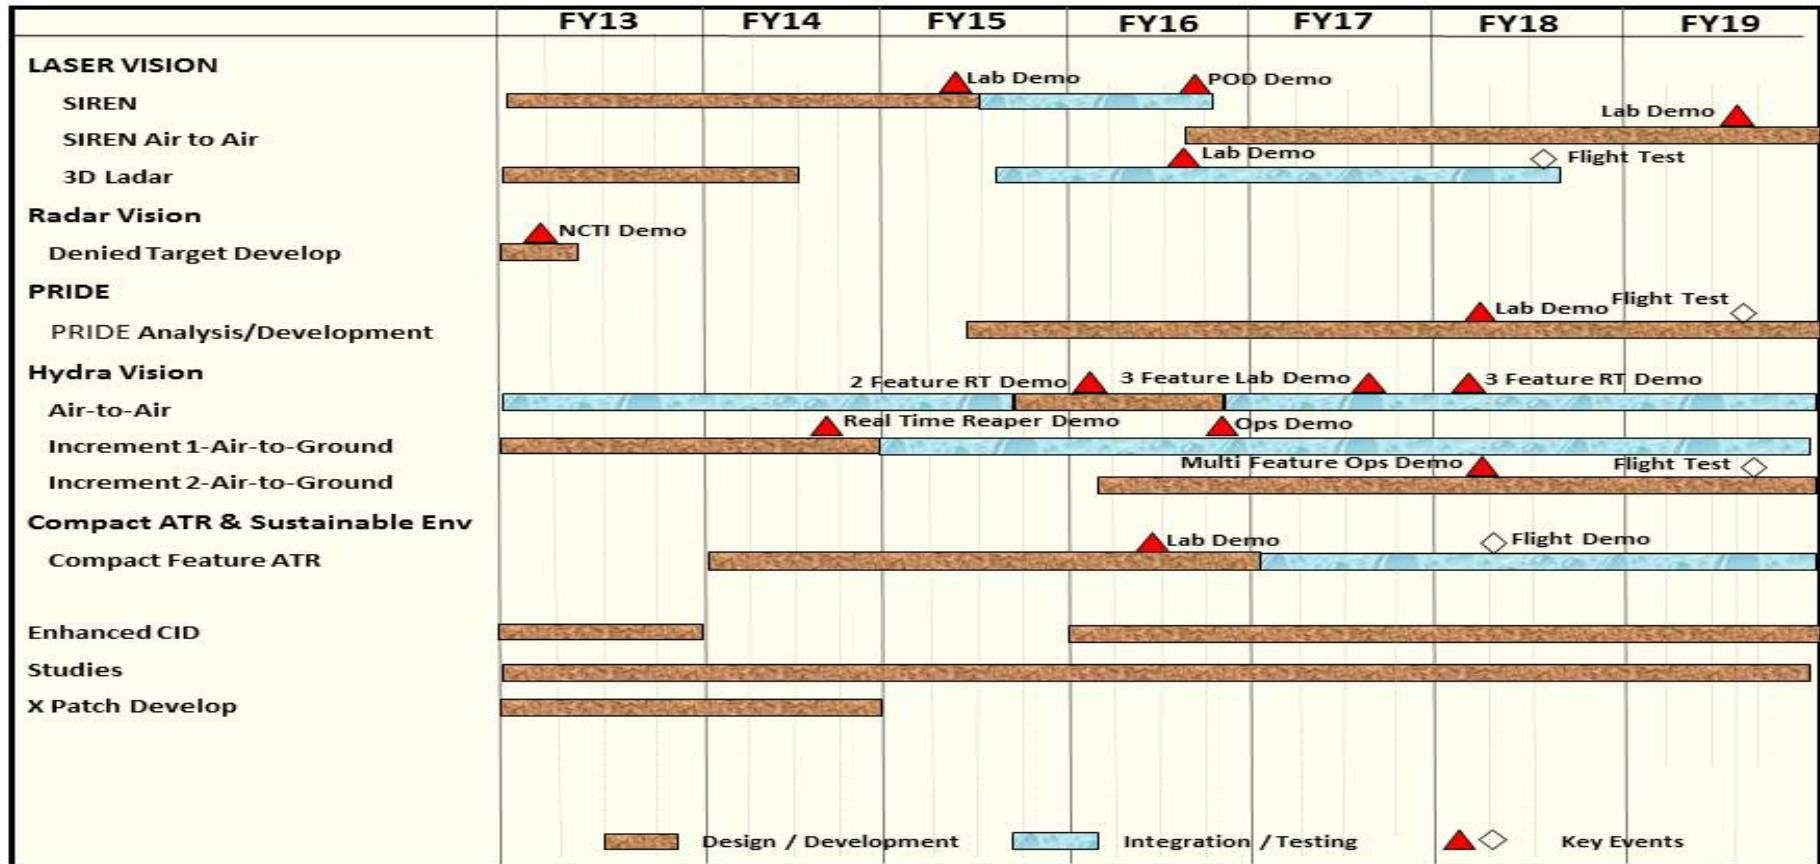 FY13 FY14 FY15 FY16 FY17 FY18 FY19
LASER VISION
Lab Demo POD Demo
SIREN
Lab Demo
SIREN Air to Air
Lab Demo Flight Test
3D Ladar
Radar Vision
NCTI Demo
Denied Target Develop
PRIDE
Lab Demo Flight Test
PRIDE Analysis/Development
Hydra Vision
2 Feature RT Demo 3 Feature Lab Demo 3 Feature RT Demo
Air-to-Air
Real Time Reaper Demo Ops Demo
Increment 1-Air-to-Ground
Multi Feature Ops Demo Flight Test
Increment 2-Air-to-Ground
Compact ATR & Sustainable Env
Lab Demo Flight Demo
Compact Feature ATR
Enhanced CID
Studies
X Patch Develop
Design / Development Integration / Testing Key Events